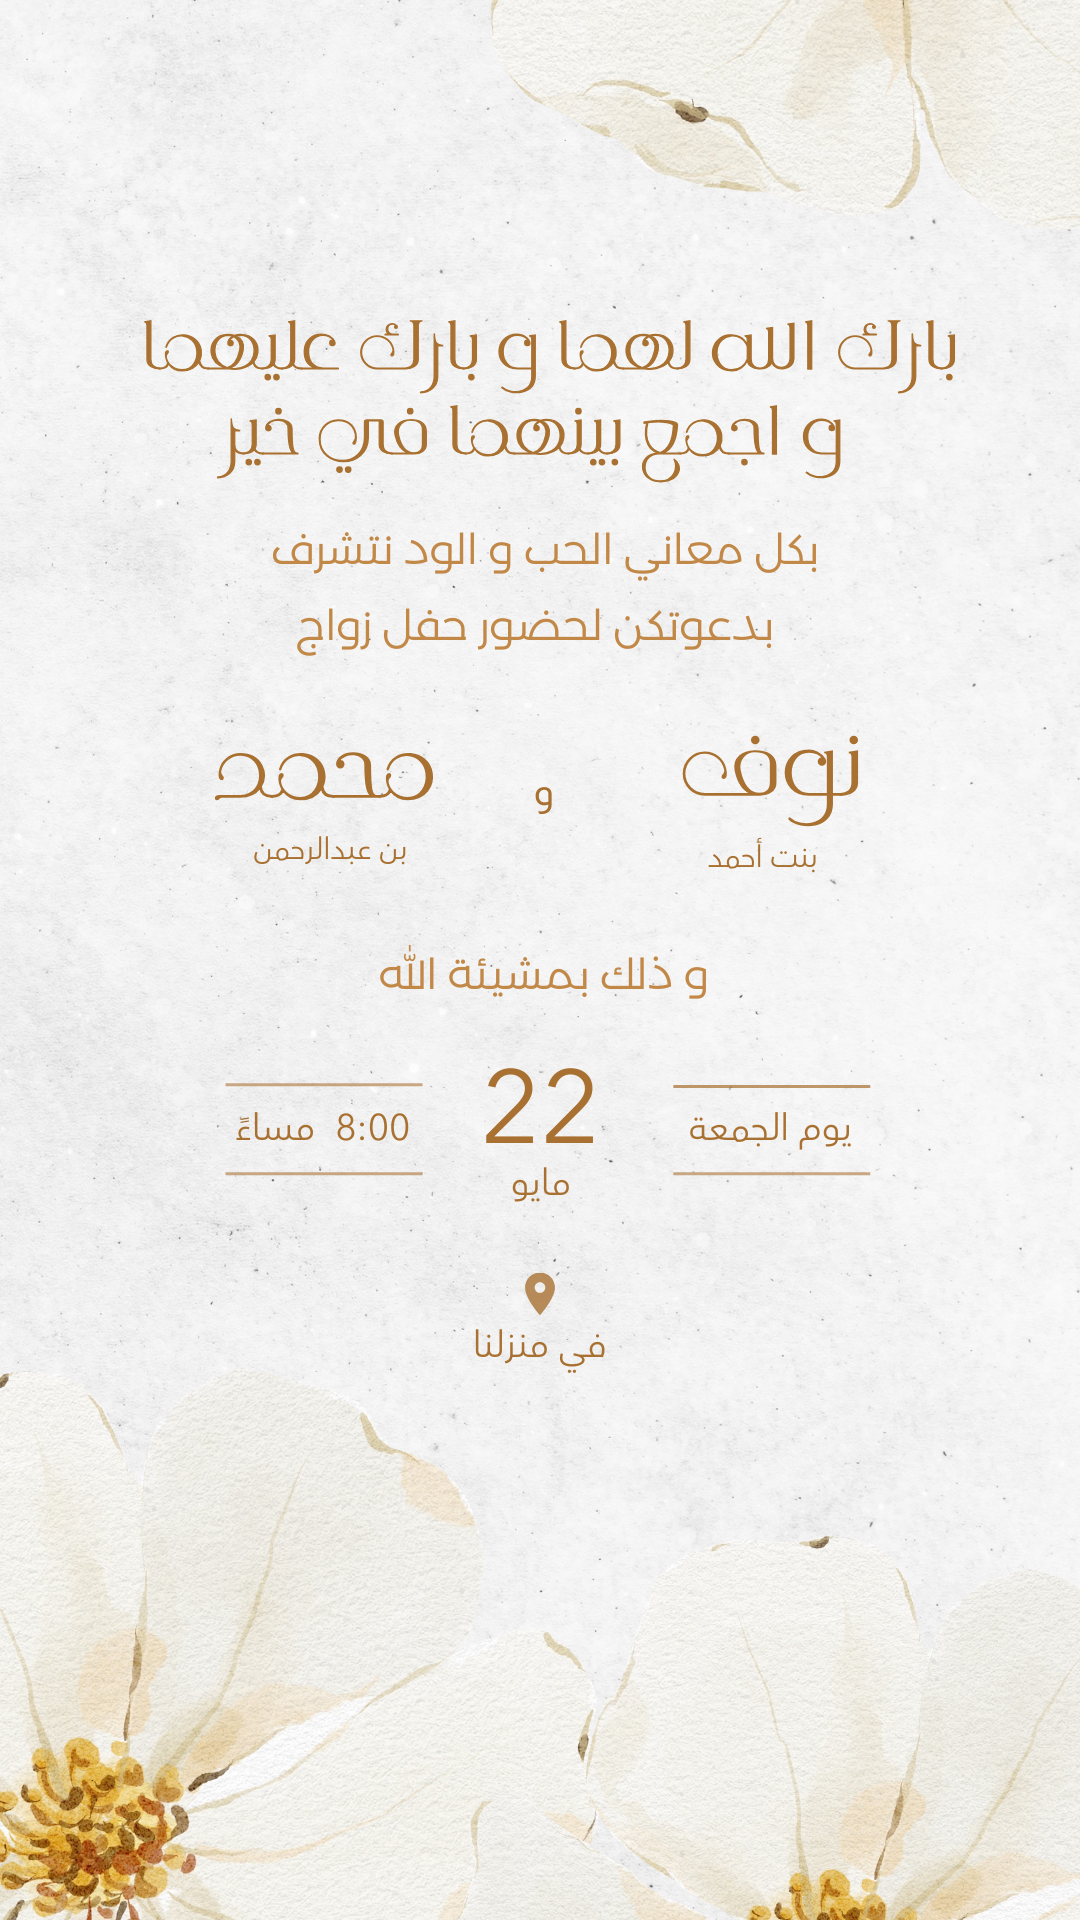 بارك الله لهما و بارك عليهما
و اجمع بينهما في خير
بكل معاني الحب و الود نتشرف
بدعوتكن لحضور حفل زواج
نوف و محمد
بنت أحمد
بن عبدالرحمن
و ذلك بمشيئة الله
يوم الجمعة
22
مايو
8:00 مساءً
في منزلنا